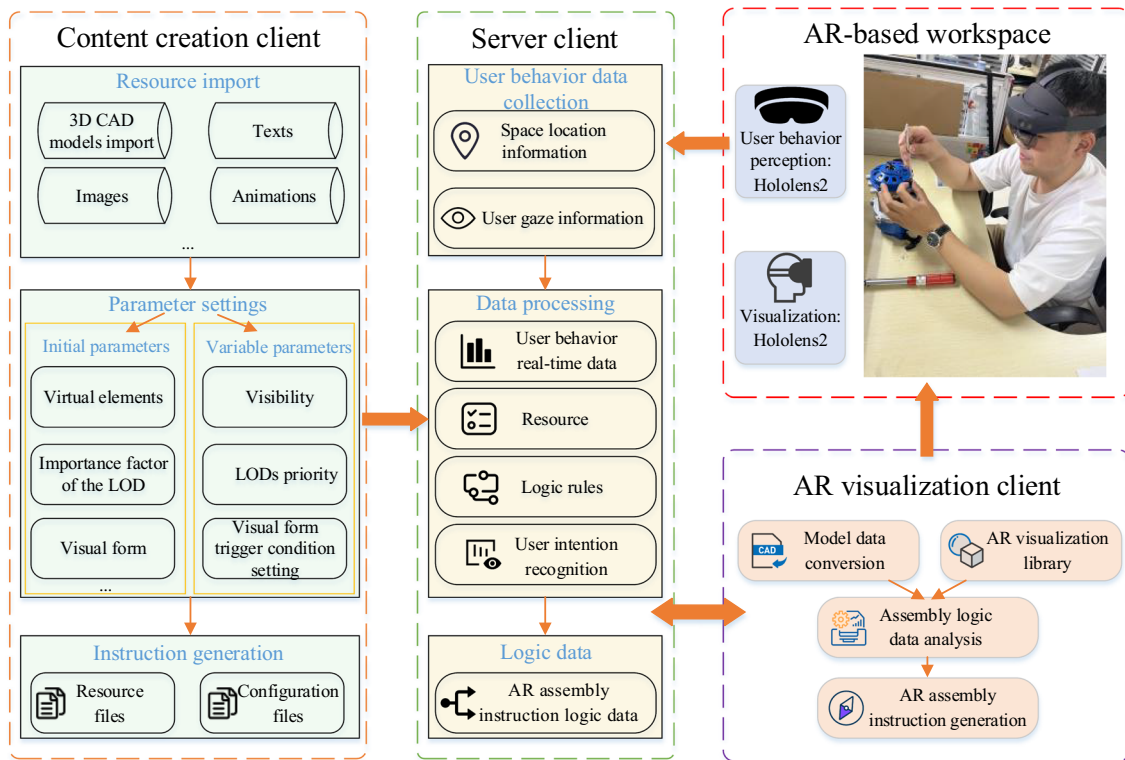 Content creation client
Resource import
3D CAD
models import
Texts
Images
Animations
...
Parameter settings
Initial parameters
Variable parameters
Virtual elements
Visibility
Importance factor
of the LOD
LODs priority
Visual form
Visual form
trigger condition
setting
...
Instruction generation
Resource
files
Configuration
files
Server client
User behavior data
collection
Space location
information
User gaze information
Data processing
User behavior
real-time data
Resource
Logic rules
User intention
recognition
Logic data
AR assembly
instruction logic data
AR-based workspace
User behavior
perception:
Hololens2
Visualization:
Hololens2
AR visualization client
CAD
Model data
conversion
AR visualization
library
Assembly logic
data analysis
AR assembly
instruction generation